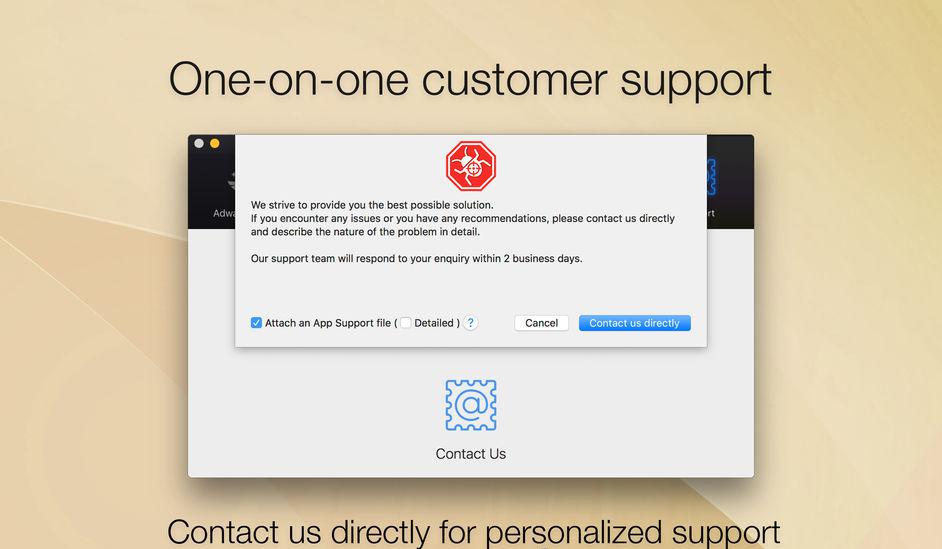 One-on-one customer support
Adwa
rt
We strive to provide you the best possible solution.
If you encounter any issues or you have any recommendations, please contact us directly
and describe the nature of the problem in detail.
Our support team will respond to your enquiry within 2 business days.
Attach an App Support file ( Detailed ) ? Cancel Contact us directly
@
Contact Us
Contact us directly for personalized support